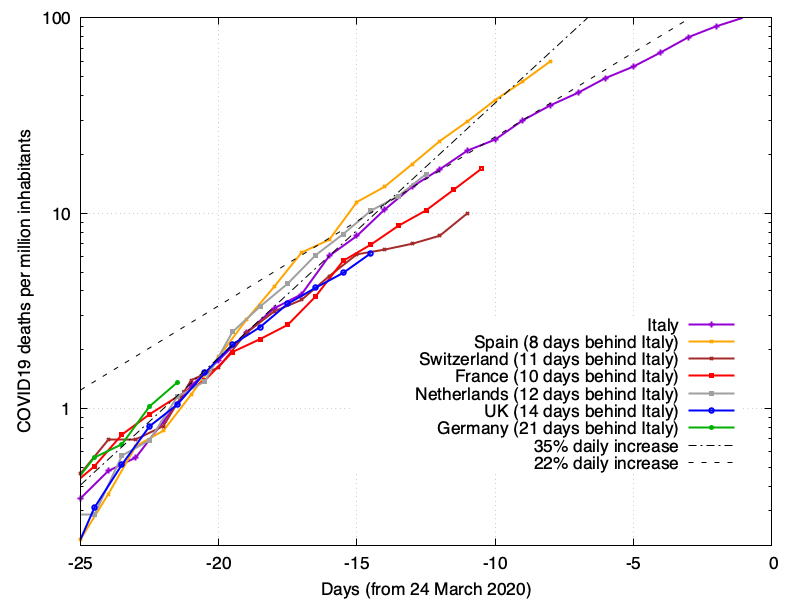 100
10
1
COVID19 deaths per million inhabitants
Italy
Spain (8 days behind Italy)
Switzerland (11 days behind Italy)
France (10 days behind Italy)
Netherlands (12 days behind Italy)
UK (14 days behind Italy)
Germany (21 days behind Italy)
35% daily increase
22% daily increase
-25 -20 -15 -10 -5 0
Days (from 24 March 2020)